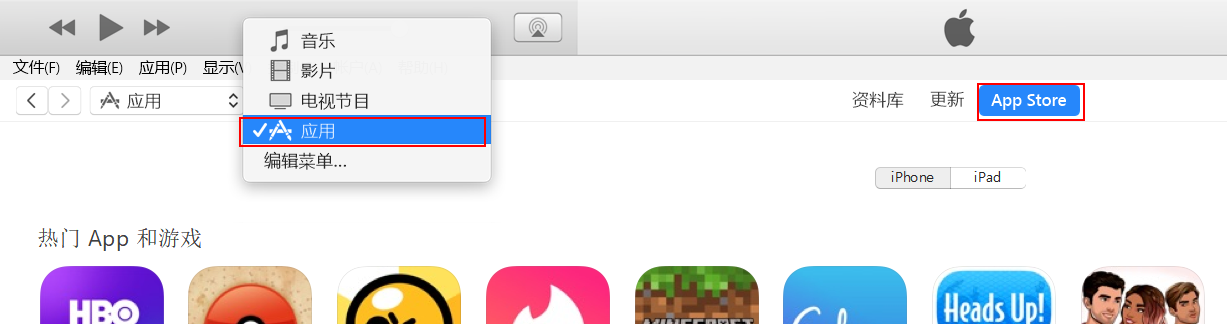 音乐
影片
电视节目
应用
编辑菜单...
文件(F) 编辑(E) 应用(P) 显示(V
应用
资料库 更新 App Store
iPhone iPad
热门 App 和游戏
HBO
MINECRAFT
Heads Up!